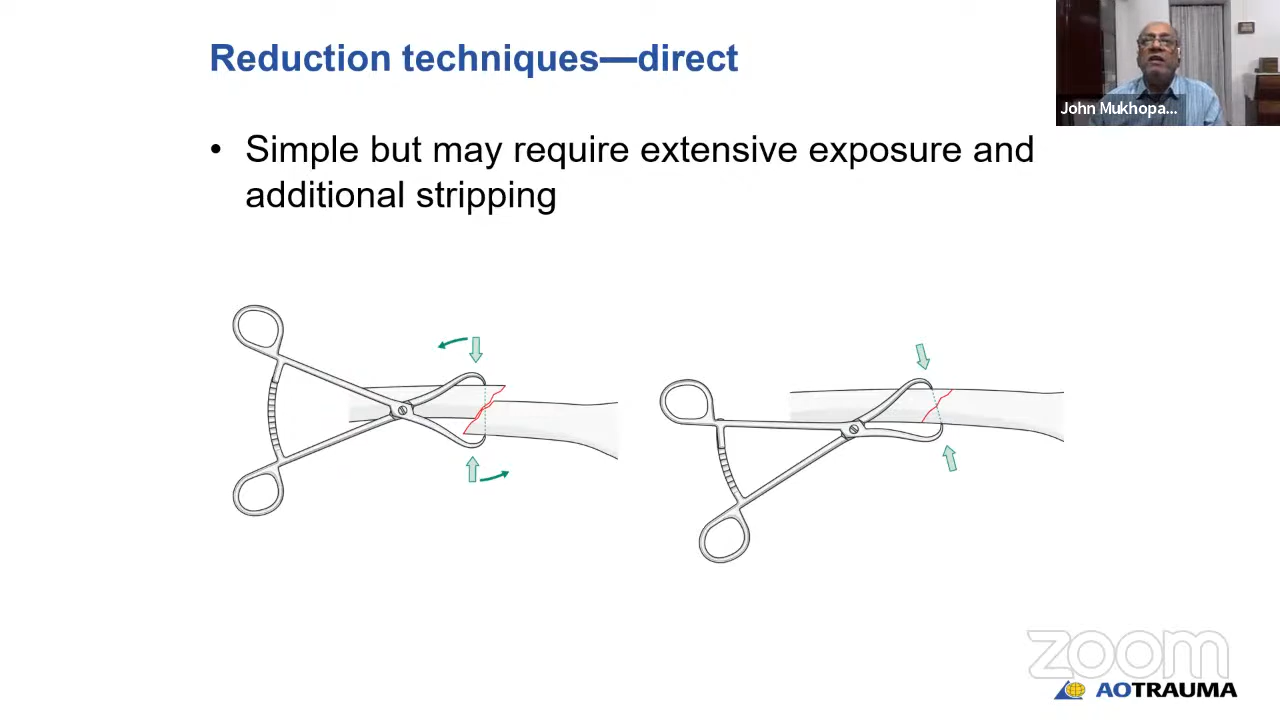 Reduction techniques—direct
John Mukhopa...
• Simple but may require extensive exposure and
additional stripping
zoom
AOTRAUMA